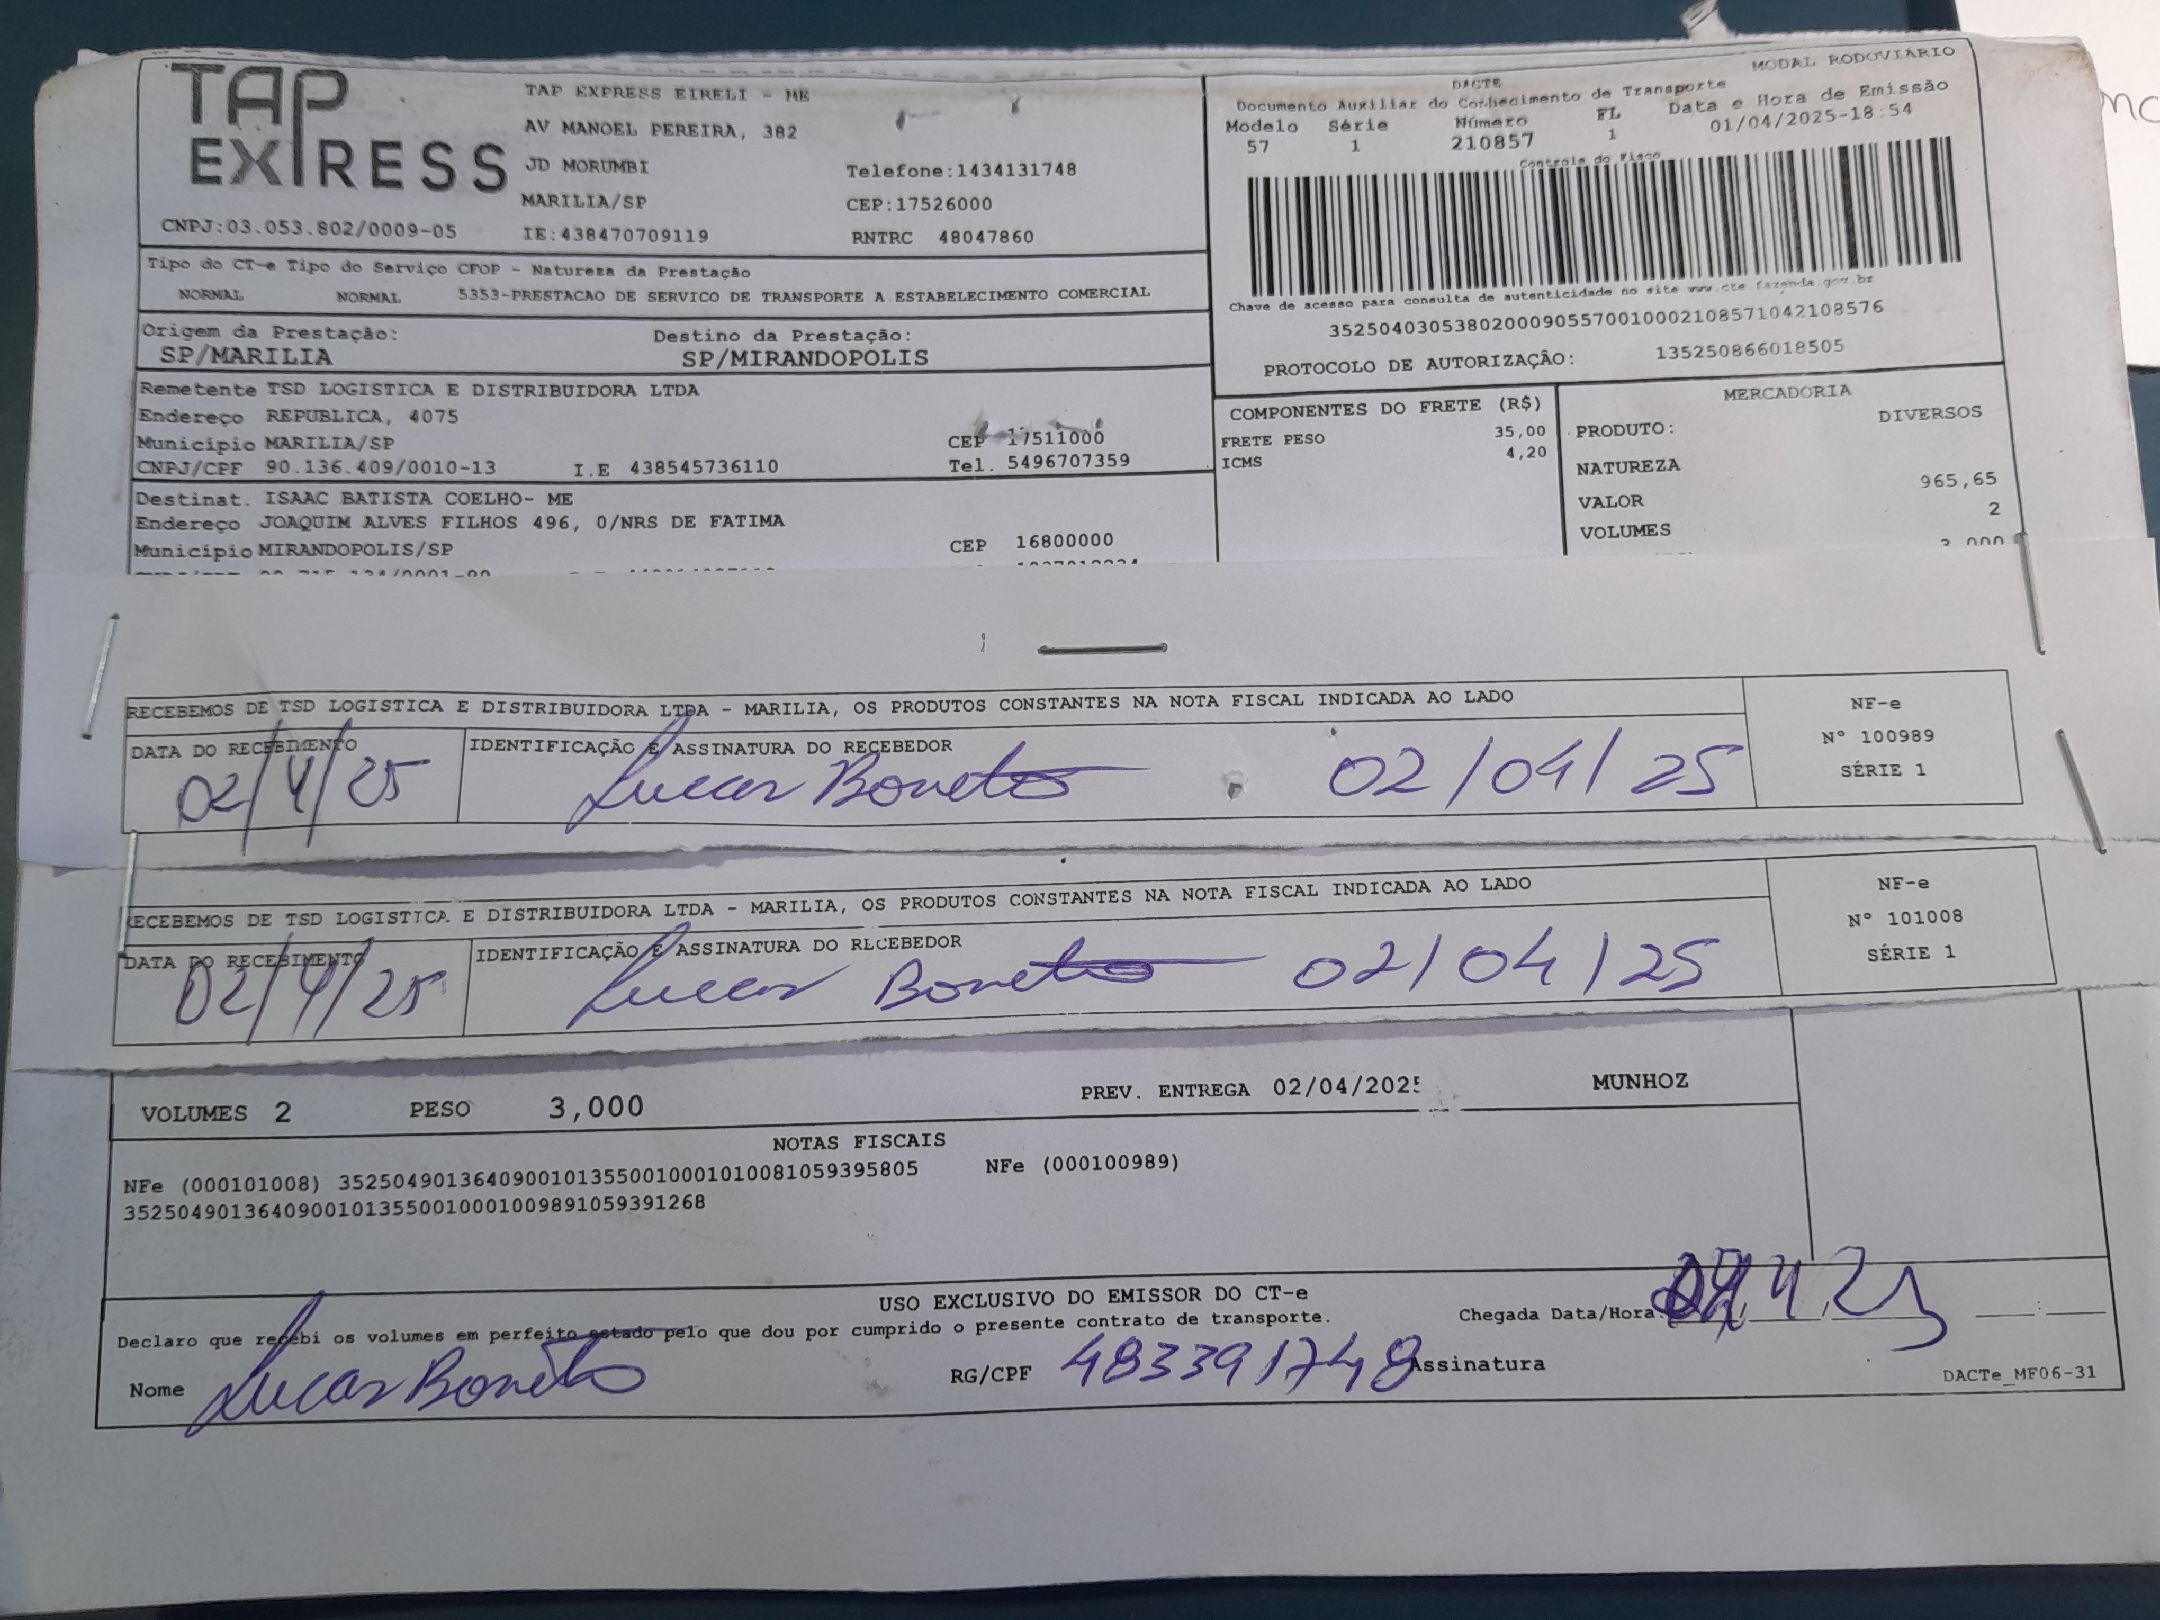 TAP EXPRESS
TAP EXPRESS EIRELI - ME
AV MANOEL PEREIRA, 382
JD MORUMBI
Telefone:1434131748
MARILIA/SP
CEP:17526000
CNPJ:03.053.802/0009-05
IE:438470709119
RNTRC 48047860
MODAL RODOVIÁRIO
DACTE
Documento Auxiliar do Conhecimento de Transporte
Modelo Série Número FL Data e Hora de Emissão
57 1 210857 1 01/04/2025-18:54
Controle do Fisco
Chave de acesso para consulta de autenticidade no site www.cte.fazenda.gov.br
35250403053802000905570010002108571042108576
PROTOCOLO DE AUTORIZAÇÃO: 135250866018505
Tipo do CT-e Tipo do Serviço CFOP - Natureza da Prestação
NORMAL NORMAL 5353-PRESTACAO DE SERVICO DE TRANSPORTE A ESTABELECIMENTO COMERCIAL
Origem da Prestação: Destino da Prestação:
SP/MARILIA SP/MIRANDOPOLIS
Remetente TSD LOGISTICA E DISTRIBUIDORA LTDA
Endereço REPUBLICA, 4075
Município MARILIA/SP CEP 17511000
CNPJ/CPF 90.136.409/0010-13 I.E 438545736110 Tel. 5496707359
Destinat. ISAAC BATISTA COELHO- ME
Endereço JOAQUIM ALVES FILHOS 496, 0/NRS DE FATIMA
Município MIRANDOPOLIS/SP CEP 16800000
COMPONENTES DO FRETE (R$)
FRETE PESO 35,00
ICMS 4,20
MERCADORIA
PRODUTO: DIVERSOS
NATUREZA
VALOR 965,65
VOLUMES 2
3,000
RECEBEMOS DE TSD LOGISTICA E DISTRIBUIDORA LTDA - MARILIA, OS PRODUTOS CONSTANTES NA NOTA FISCAL INDICADA AO LADO
NF-e
Nº 100989
SÉRIE 1
DATA DO RECEBIMENTO IDENTIFICAÇÃO E ASSINATURA DO RECEBEDOR
02/4/25 Lucas Boneto 02/04/25
RECEBEMOS DE TSD LOGISTICA E DISTRIBUIDORA LTDA - MARILIA, OS PRODUTOS CONSTANTES NA NOTA FISCAL INDICADA AO LADO
NF-e
Nº 101008
SÉRIE 1
DATA DO RECEBIMENTO IDENTIFICAÇÃO E ASSINATURA DO RECEBEDOR
02/4/25 Lucas Boneto 02/04/25
VOLUMES 2 PESO 3,000 PREV. ENTREGA 02/04/2025 MUNHOZ
NOTAS FISCAIS
NFe (000101008) 35250490136409001013550010001010081059395805 NFe (000100989)
35250490136409001013550010001009891059391268
USO EXCLUSIVO DO EMISSOR DO CT-e
Declaro que recebi os volumes em perfeito estado pelo que dou por cumprido o presente contrato de transporte.
Chegada Data/Hora
Nome Lucas Boneto RG/CPF 483391748 Assinatura
DACTe_MF06-31